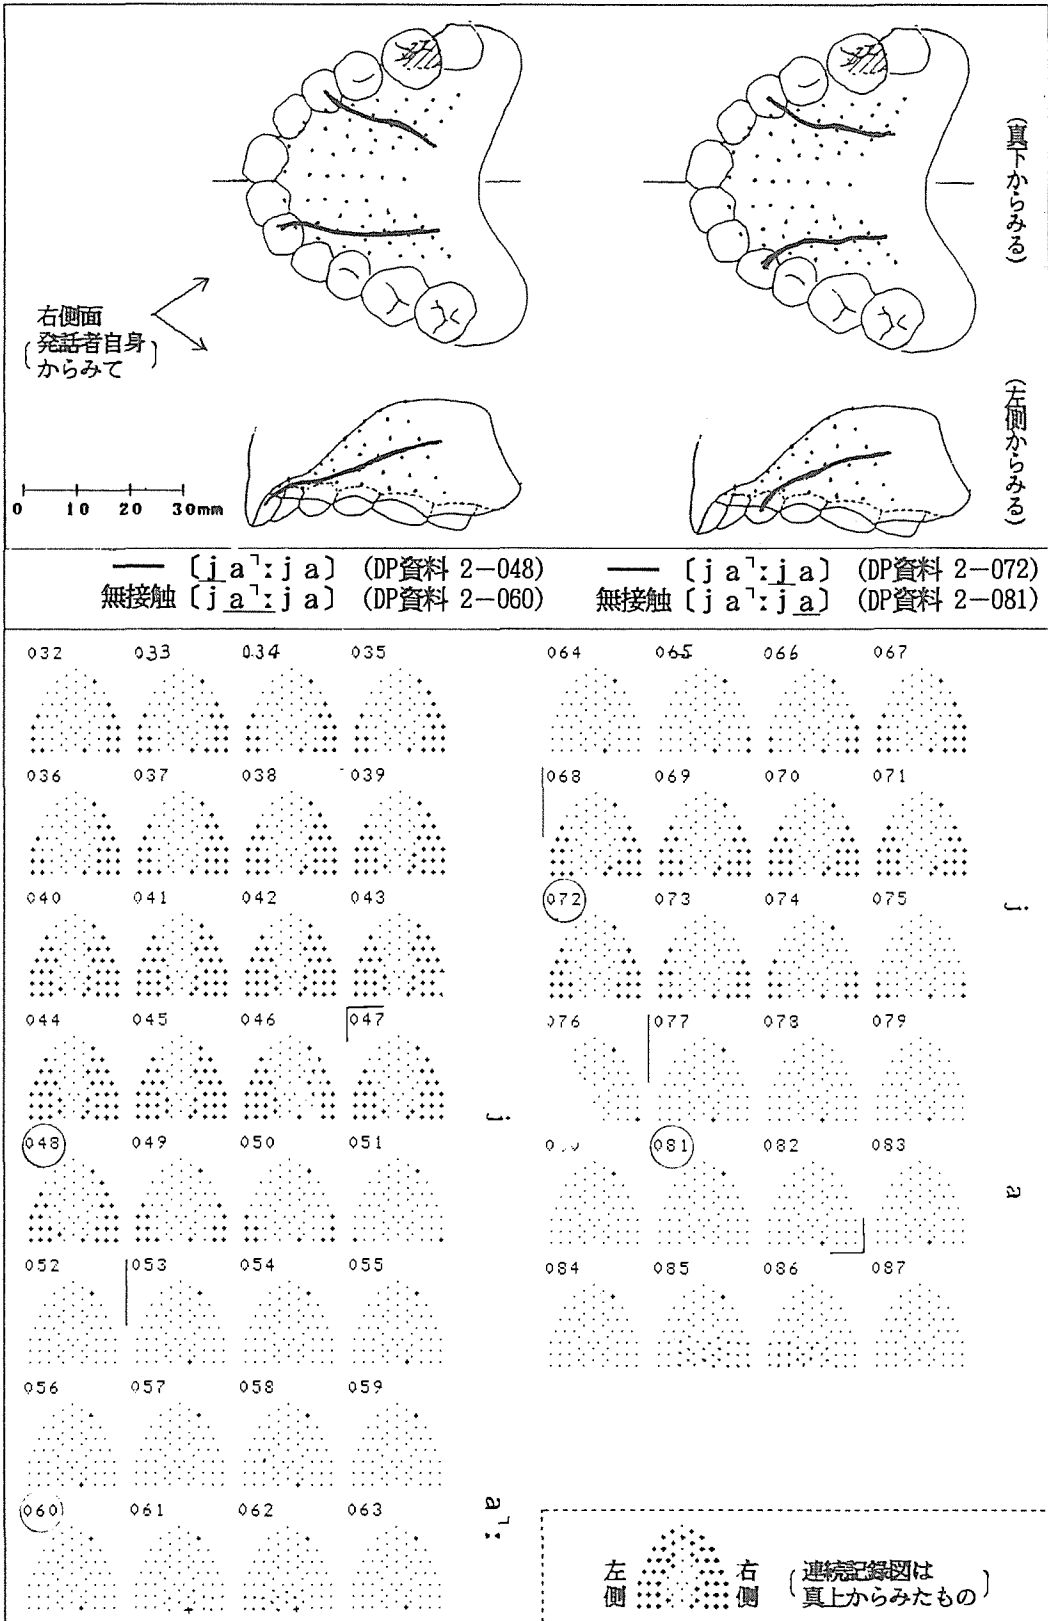 (真下からみる)
右側面
(発話者自身)
からみて
(左側からみる)
0 10 20 30mm
━━ 〔ja˺ːja〕 (DP資料 2-048)
無接触 〔ja˺ːja〕 (DP資料 2-060)
━━ 〔ja˺ːja〕 (DP資料 2-072)
無接触 〔ja˺ːja〕 (DP資料 2-081)
032 033 034 035
036 037 038 039
040 041 042 043
044 045 046 047
j
048 049 050 051
052 053 054 055
056 057 058 059
060 061 062 063
a˺ː
064 065 066 067
068 069 070 071
072 073 074 075
j
076 077 078 079
081 082 083
a
084 085 086 087
左側
右側
(連続記録図は
真上からみたもの)